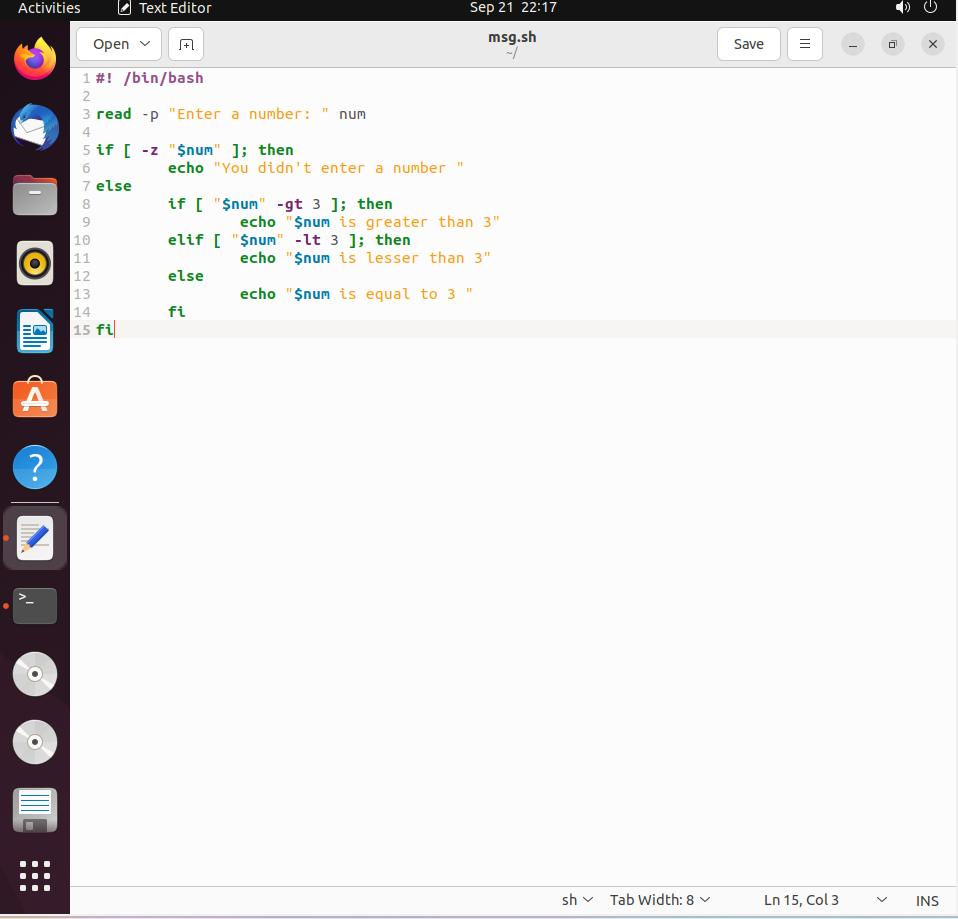 Activities Text Editor Sep 21 22:17
Open msg.sh Save
~/
1 #! /bin/bash
2
3 read -p "Enter a number: " num
4
5 if [ -z "$num" ]; then
6         echo "You didn't enter a number "
7 else
8         if [ "$num" -gt 3 ]; then
9                 echo "$num is greater than 3"
10         elif [ "$num" -lt 3 ]; then
11                 echo "$num is lesser than 3"
12         else
13                 echo "$num is equal to 3 "
14         fi
15 fi
?
>_
sh Tab Width: 8 Ln 15, Col 3 INS